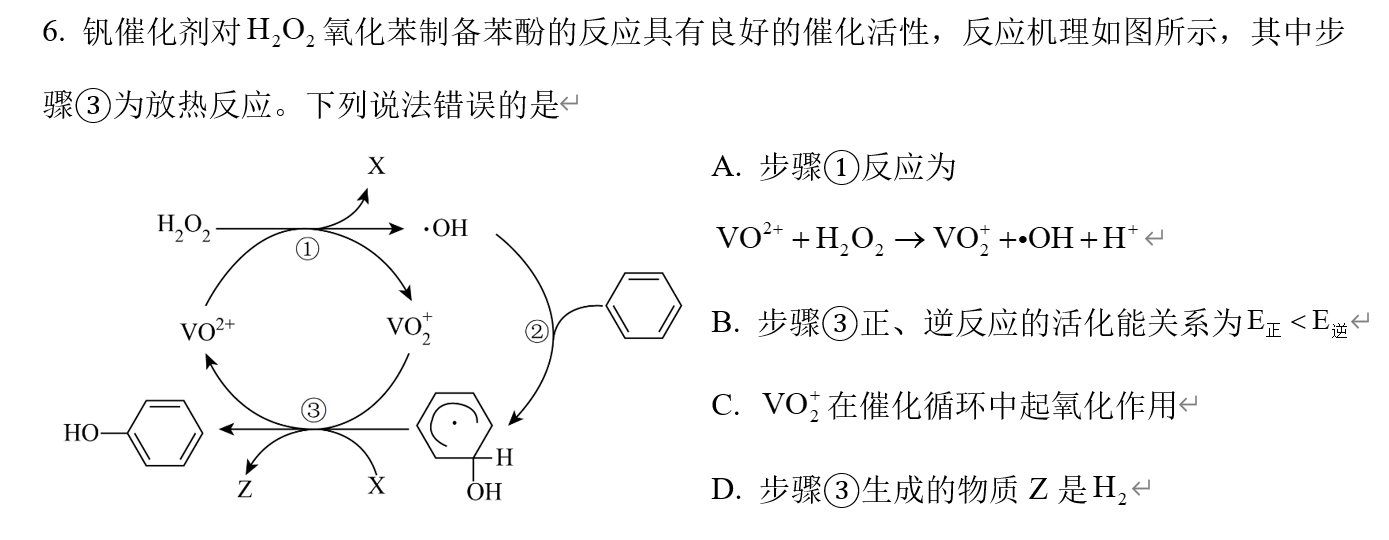 6. 钒催化剂对H₂O₂氧化苯制备苯酚的反应具有良好的催化活性，反应机理如图所示，其中步
骤③为放热反应。下列说法错误的是↵
X
H₂O₂
·OH
①
VO²⁺
VO₂⁺
②
③
HO
H
OH
Z
X
A. 步骤①反应为
VO²⁺+H₂O₂→VO₂⁺+•OH+H⁺↵
B. 步骤③正、逆反应的活化能关系为E正<E逆↵
C. VO₂⁺在催化循环中起氧化作用↵
D. 步骤③生成的物质 Z 是H₂↵